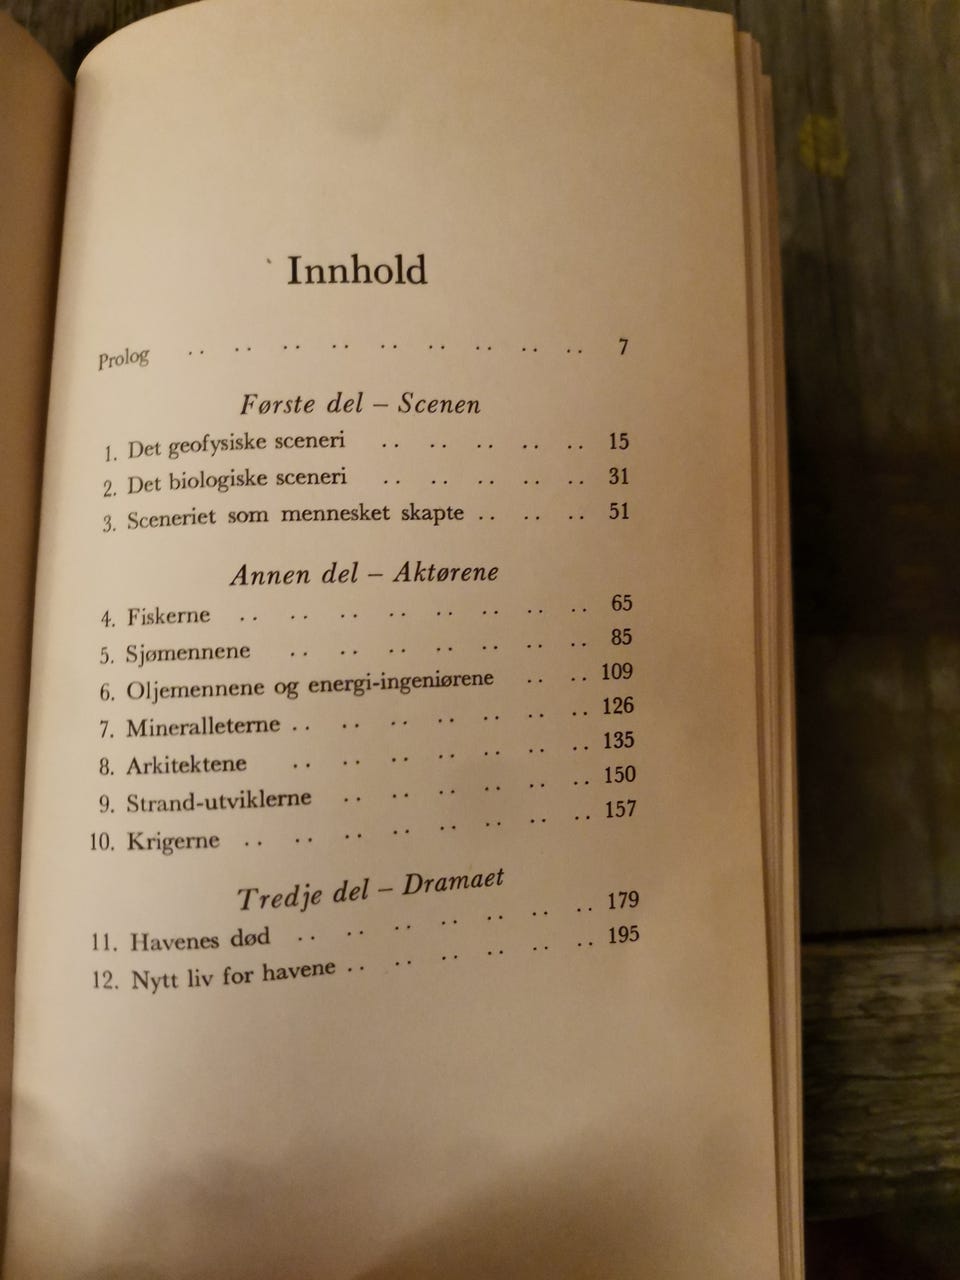 Innhold
Prolog .. .. .. .. .. .. .. .. .. 7
Første del – Scenen
1. Det geofysiske sceneri .. .. .. .. .. 15
2. Det biologiske sceneri .. .. .. .. .. 31
3. Sceneriet som mennesket skapte .. .. .. 51
Annen del – Aktørene
4. Fiskerne .. .. .. .. .. .. .. .. 65
5. Sjømennene .. .. .. .. .. .. .. 85
6. Oljemennene og energi-ingeniørene .. .. 109
7. Mineralleterne .. .. .. .. .. .. .. 126
8. Arkitektene .. .. .. .. .. .. .. 135
9. Strand-utviklerne .. .. .. .. .. .. 150
10. Krigerne .. .. .. .. .. .. .. .. 157
Tredje del – Dramaet
11. Havenes død .. .. .. .. .. .. .. 179
12. Nytt liv for havene .. .. .. .. .. .. 195